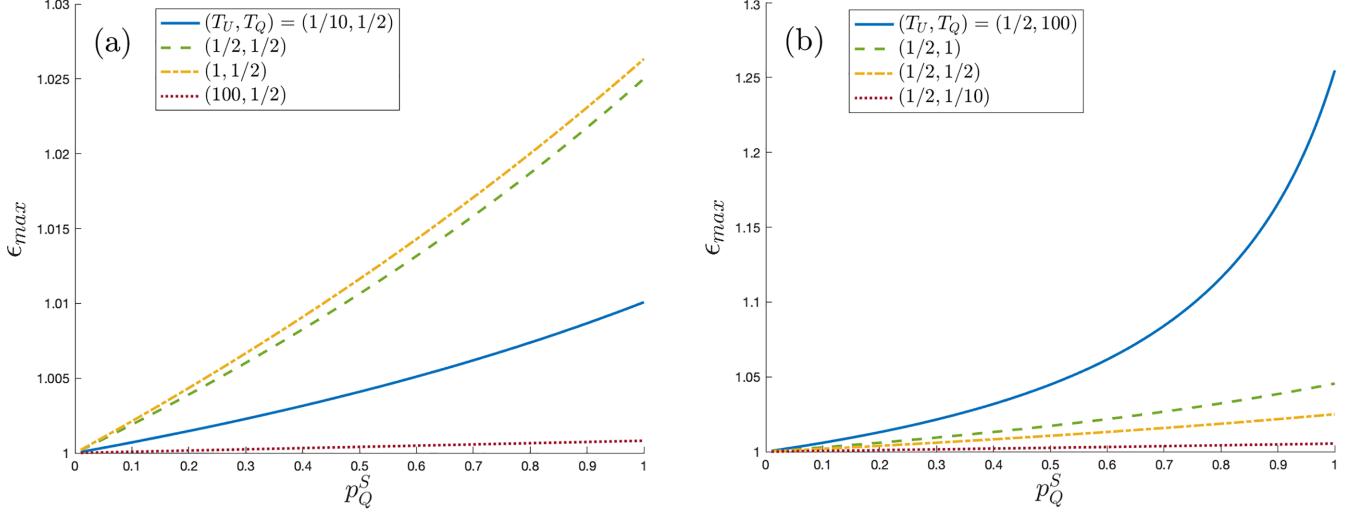 (a)
(T_U, T_Q) = (1/10, 1/2)
(1/2, 1/2)
(1, 1/2)
(100, 1/2)
1.03
1.025
1.02
1.015
1.01
1.005
1
ϵ_max
0 0.1 0.2 0.3 0.4 0.5 0.6 0.7 0.8 0.9 1
p_Q^S
(b)
(T_U, T_Q) = (1/2, 100)
(1/2, 1)
(1/2, 1/2)
(1/2, 1/10)
1.3
1.25
1.2
1.15
1.1
1.05
1
ϵ_max
0 0.1 0.2 0.3 0.4 0.5 0.6 0.7 0.8 0.9 1
p_Q^S